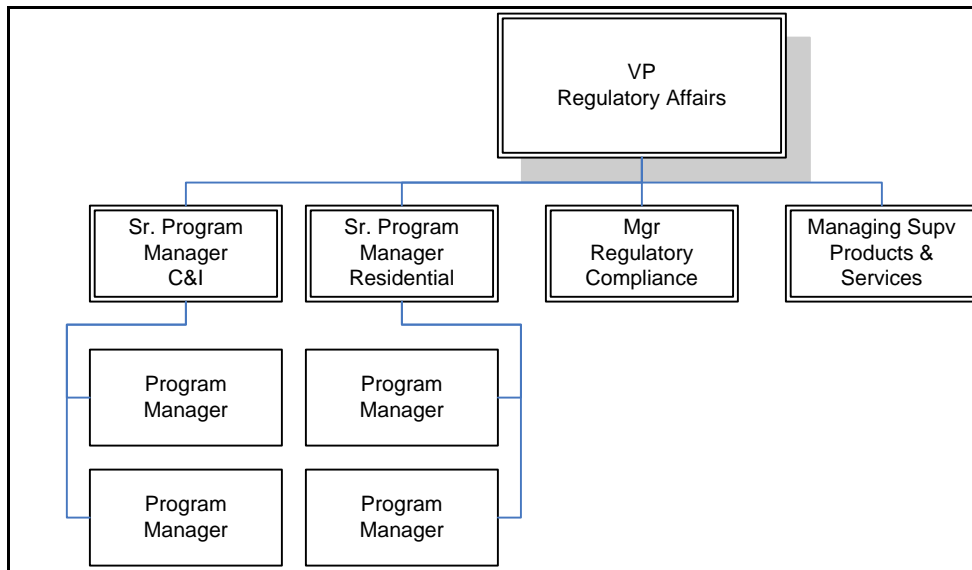 VP
Regulatory Affairs
Sr. Program
Manager
C&I
Sr. Program
Manager
Residential
Mgr
Regulatory
Compliance
Managing Supv
Products &
Services
Program
Manager
Program
Manager
Program
Manager
Program
Manager